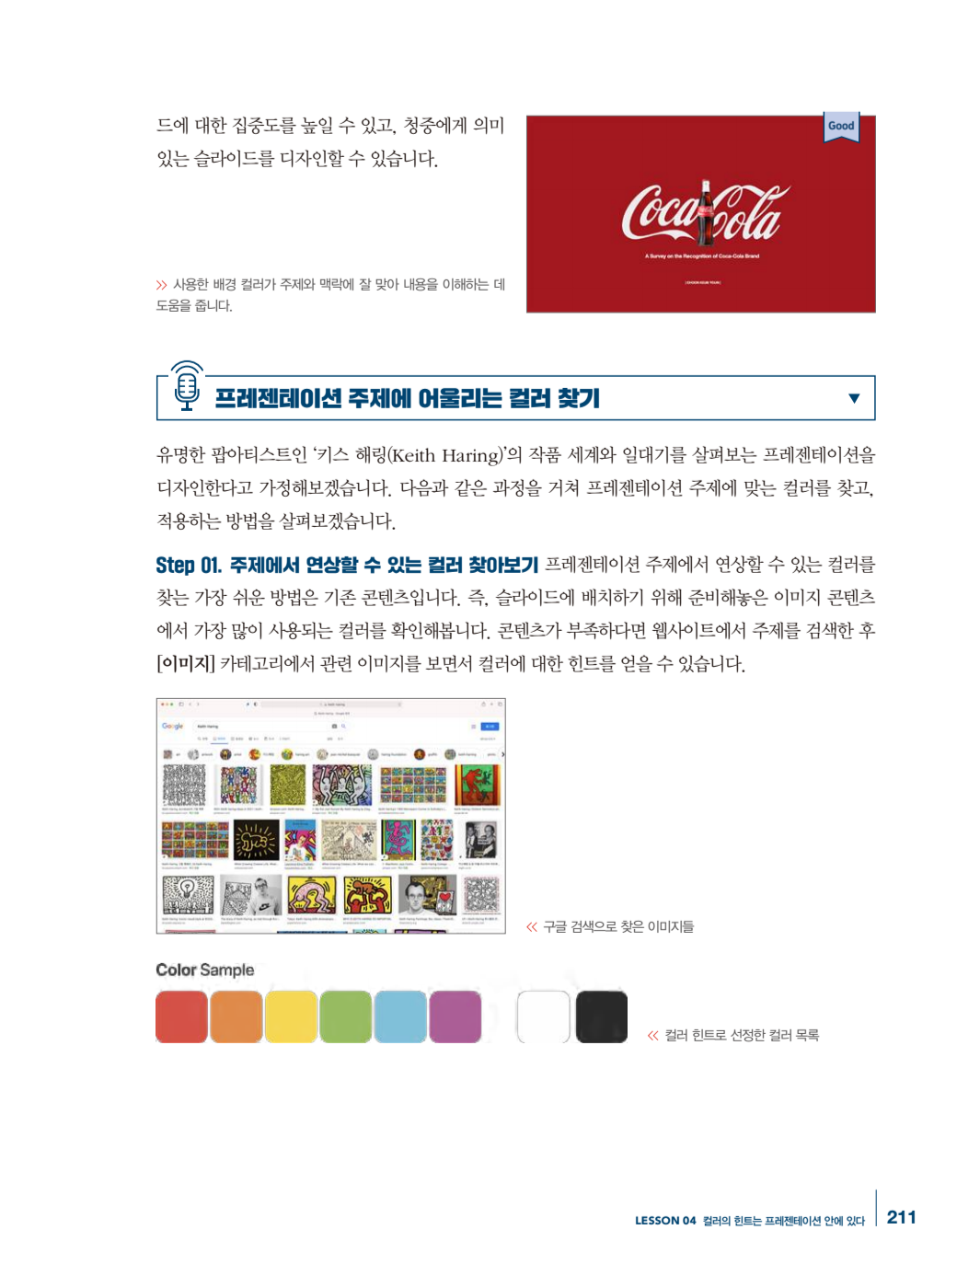 드에 대한 집중도를 높일 수 있고, 청중에게 의미
있는 슬라이드를 디자인할 수 있습니다.
Good
Coca-Cola
A Survey on the Recognition of Coca-Cola Brand
>> 사용한 배경 컬러가 주제와 맥락에 잘 맞아 내용을 이해하는 데
도움을 줍니다.
프레젠테이션 주제에 어울리는 컬러 찾기 ▼
유명한 팝아티스트인 ‘키스 해링(Keith Haring)’의 작품 세계와 일대기를 살펴보는 프레젠테이션을
디자인한다고 가정해보겠습니다. 다음과 같은 과정을 거쳐 프레젠테이션 주제에 맞는 컬러를 찾고,
적용하는 방법을 살펴보겠습니다.
Step 01. 주제에서 연상할 수 있는 컬러 찾아보기 프레젠테이션 주제에서 연상할 수 있는 컬러를
찾는 가장 쉬운 방법은 기존 콘텐츠입니다. 즉, 슬라이드에 배치하기 위해 준비해놓은 이미지 콘텐츠
에서 가장 많이 사용되는 컬러를 확인해봅니다. 콘텐츠가 부족하다면 웹사이트에서 주제를 검색한 후
[이미지] 카테고리에서 관련 이미지를 보면서 컬러에 대한 힌트를 얻을 수 있습니다.
Google
<< 구글 검색으로 찾은 이미지들
Color Sample
<< 컬러 힌트로 선정한 컬러 목록
LESSON 04 컬러의 힌트는 프레젠테이션 안에 있다 211